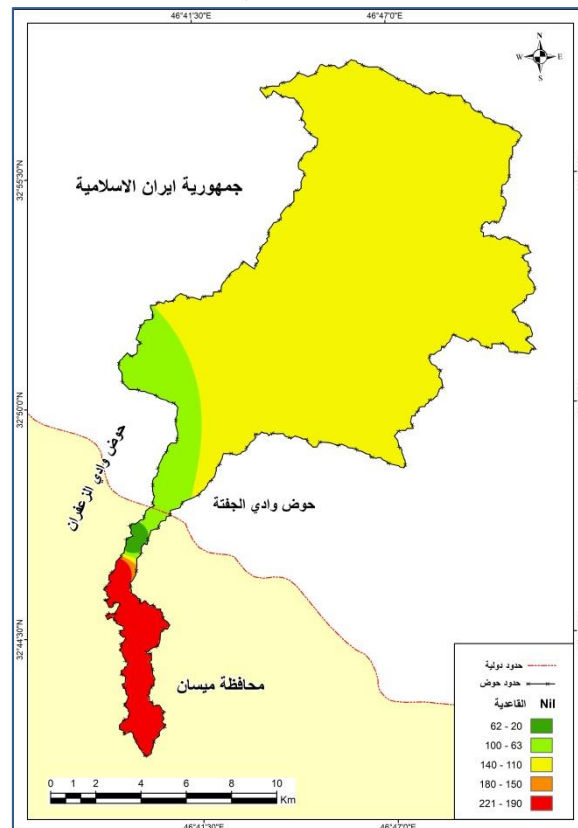 46°41'30"E
46°47'0"E
N
W E
S
32°55'30"N
جمهورية ايران الاسلامية
32°50'0"N
حوض وادي الزعفران
حوض وادي الجفتة
32°44'30"N
محافظة ميسان
حدود دولية
حدود حوض
القاعدية Nil
62 - 20
100 - 63
140 - 110
180 - 150
221 - 190
0 1 2 4 6 8 10
Km
46°41'30"E
46°47'0"E